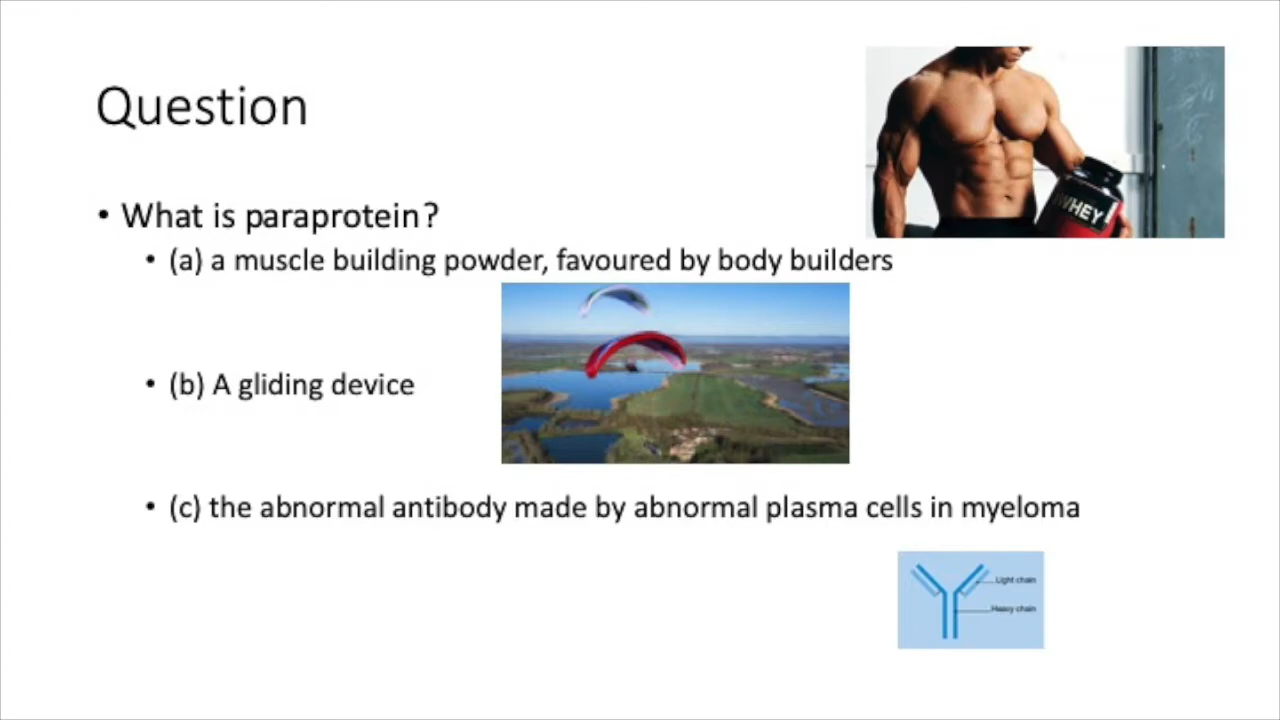 Question
• What is paraprotein?
• (a) a muscle building powder, favoured by body builders
• (b) A gliding device
• (c) the abnormal antibody made by abnormal plasma cells in myeloma
WHEY
Light chain
Heavy chain